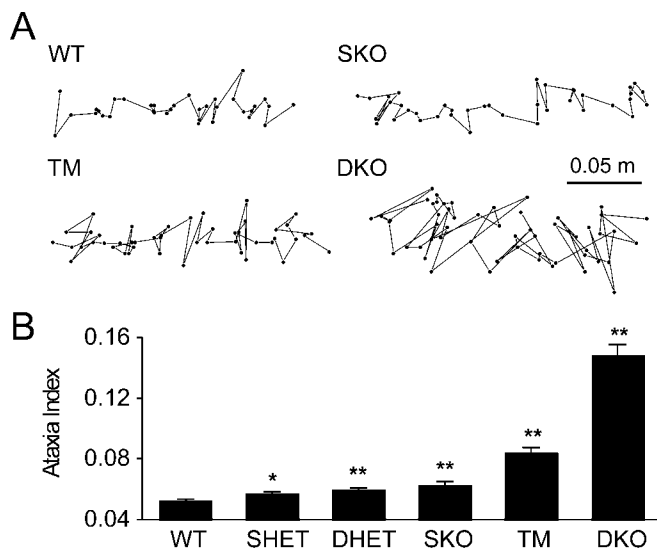 A
WT
SKO
TM
DKO
0.05 m
B
0.16
**
0.12
Ataxia Index
**
0.08
*
**
**
0.04
WT SHET DHET SKO TM DKO